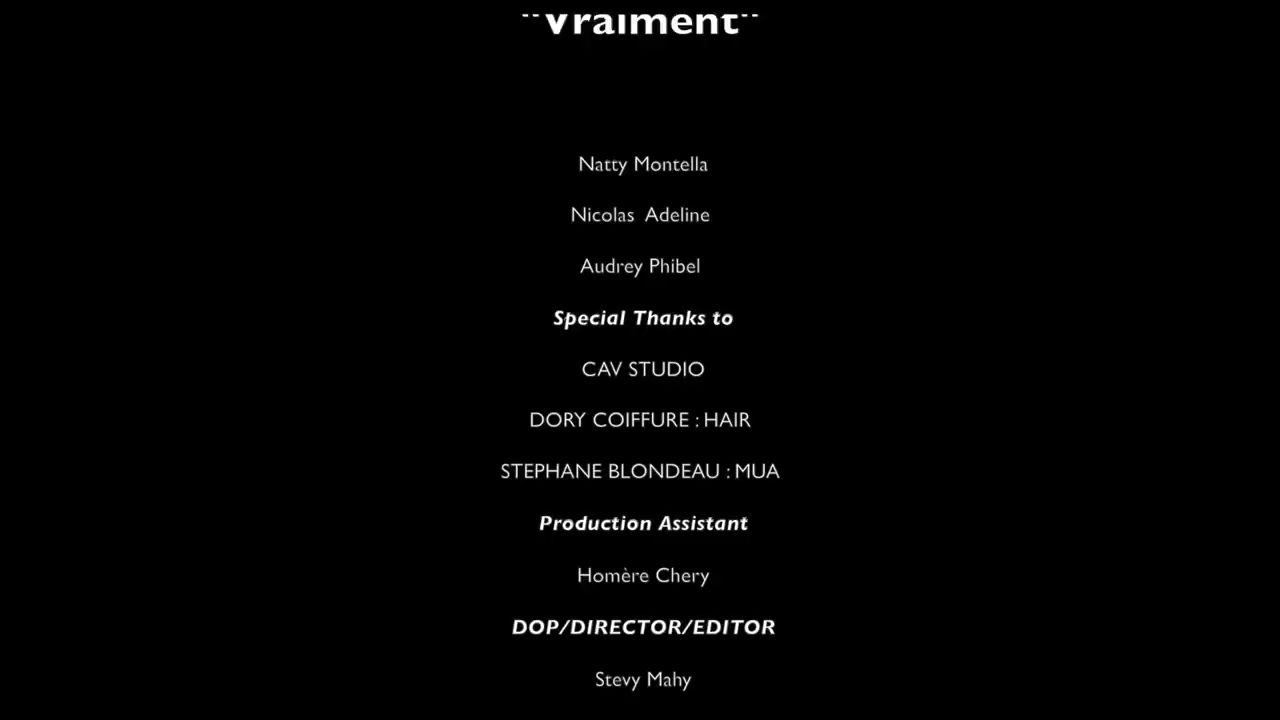 "Vraiment"
Natty Montella
Nicolas Adeline
Audrey Phibel
Special Thanks to
CAV STUDIO
DORY COIFFURE : HAIR
STEPHANE BLONDEAU : MUA
Production Assistant
Homère Chery
DOP/DIRECTOR/EDITOR
Stevy Mahy